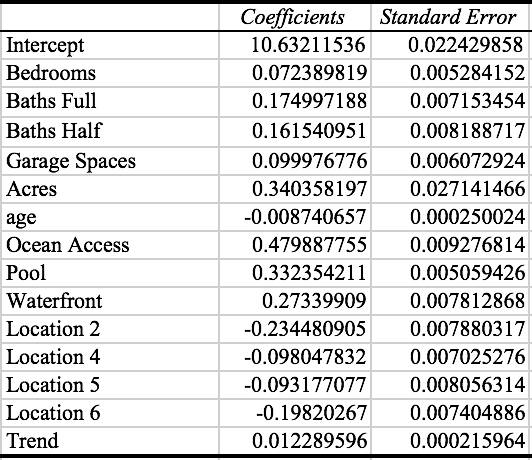 Coefficients Standard Error
Intercept 10.63211536 0.022429858
Bedrooms 0.072389819 0.005284152
Baths Full 0.174997188 0.007153454
Baths Half 0.161540951 0.008188717
Garage Spaces 0.099976776 0.006072924
Acres 0.340358197 0.027141466
age -0.008740657 0.000250024
Ocean Access 0.479887755 0.009276814
Pool 0.332354211 0.005059426
Waterfront 0.27339909 0.007812868
Location 2 -0.234480905 0.007880317
Location 4 -0.098047832 0.007025276
Location 5 -0.093177077 0.008056314
Location 6 -0.19820267 0.007404886
Trend 0.012289596 0.000215964